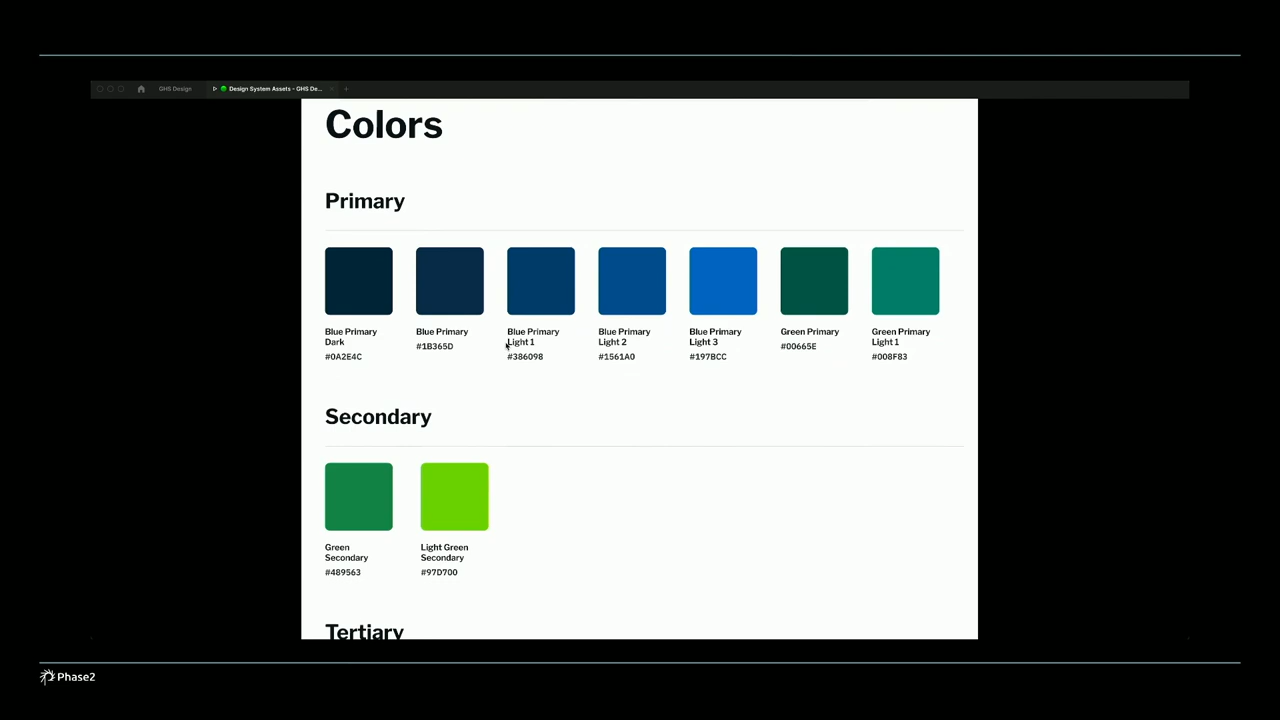 GHS Design
Design System Assets - GHS De...
Colors
Primary
Blue Primary Dark
#0A2E4C
Blue Primary
#1B365D
Blue Primary Light 1
#386098
Blue Primary Light 2
#1561A0
Blue Primary Light 3
#197BCC
Green Primary
#00665E
Green Primary Light 1
#008F83
Secondary
Green Secondary
#489563
Light Green Secondary
#97D700
Tertiary
Phase2